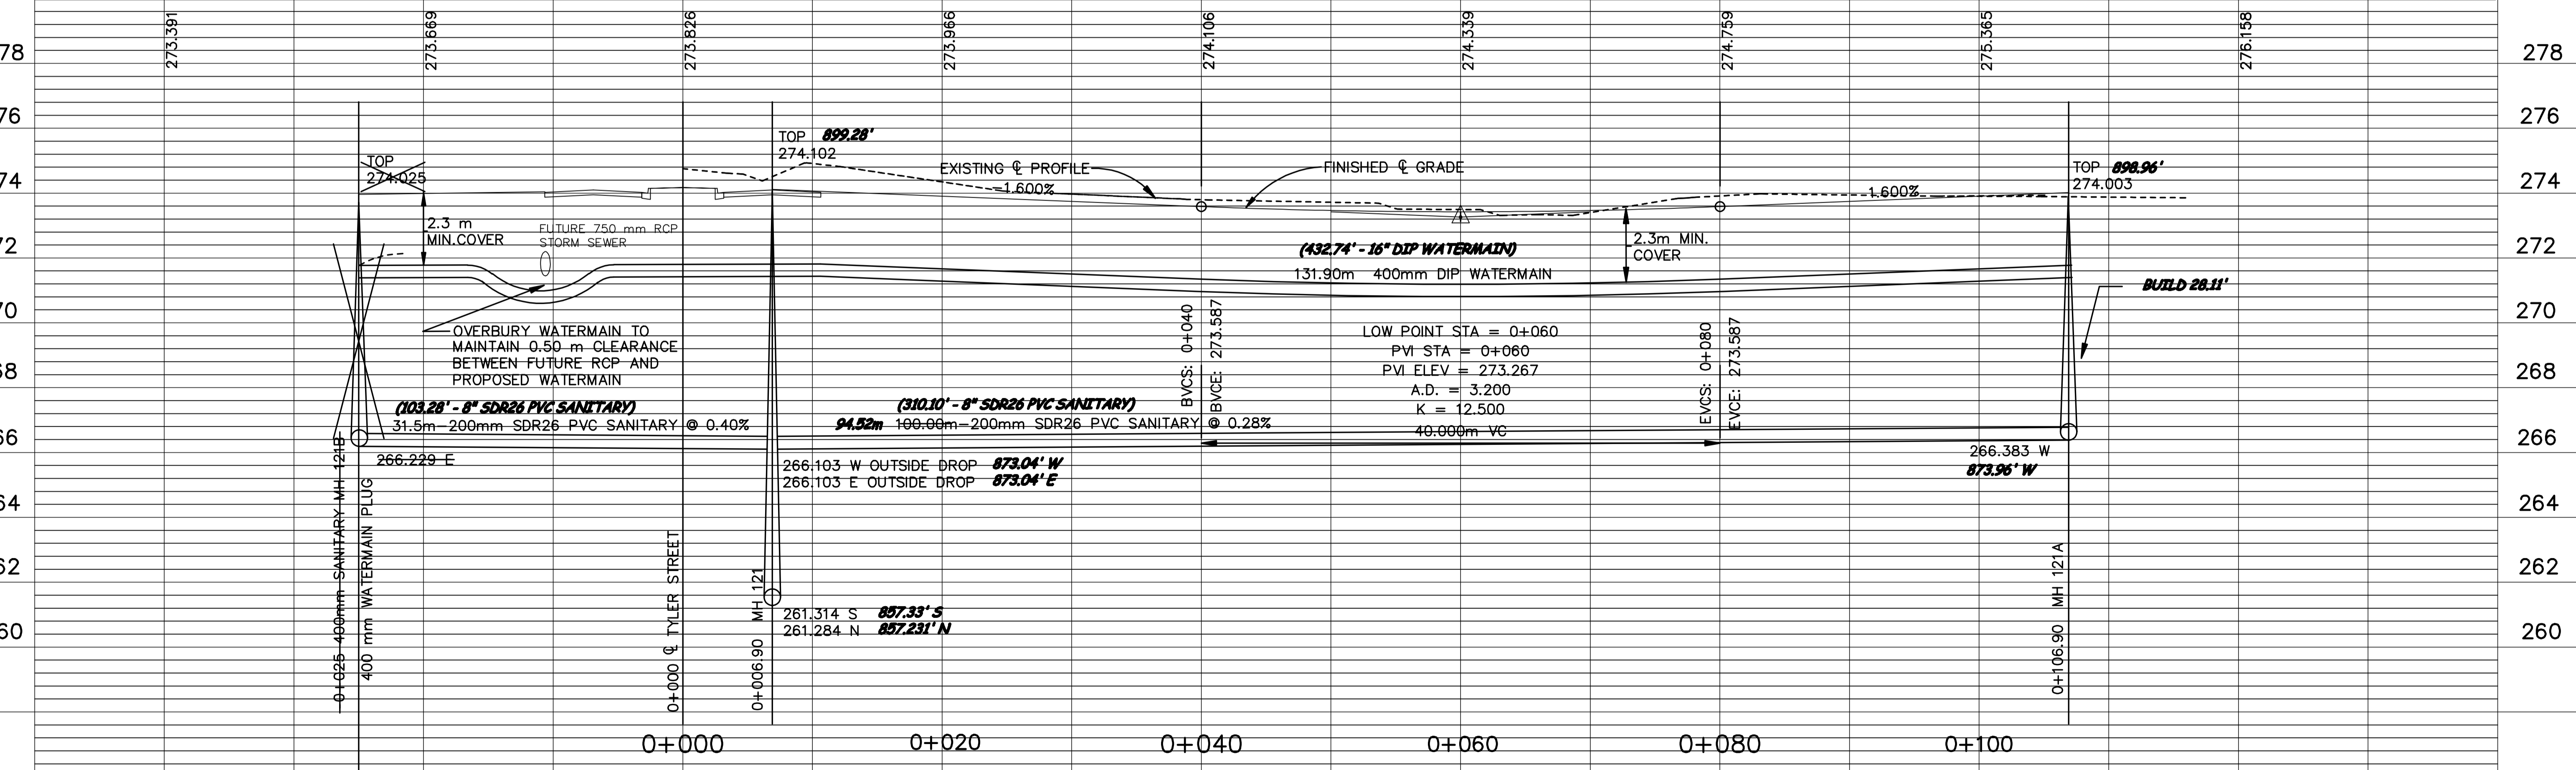 273.391
273.669
273.826
273.966
274.106
274.339
274.759
275.365
276.158
78
278
76
276
74
274
72
272
70
270
68
268
66
266
64
264
62
262
60
260
TOP
274.025
TOP 899.28'
274.102
EXISTING ℄ PROFILE
FINISHED ℄ GRADE
-1.600%
1.600%
TOP 898.96'
274.003
2.3 m
MIN.COVER
FUTURE 750 mm RCP
STORM SEWER
(432.74' - 16" DIP WATERMAIN)
131.90m 400mm DIP WATERMAIN
2.3m MIN.
COVER
BUILD 28.11'
OVERBURY WATERMAIN TO
MAINTAIN 0.50 m CLEARANCE
BETWEEN FUTURE RCP AND
PROPOSED WATERMAIN
BVCS: 0+040
BVCE: 273.587
LOW POINT STA = 0+060
PVI STA = 0+060
PVI ELEV = 273.267
A.D. = 3.200
K = 12.500
40.000m VC
EVCS: 0+080
EVCE: 273.587
(103.28' - 8" SDR26 PVC SANITARY)
31.5m-200mm SDR26 PVC SANITARY @ 0.40%
(310.10' - 8" SDR26 PVC SANITARY)
94.52m 100.00m-200mm SDR26 PVC SANITARY @ 0.28%
266.229 E
266.103 W OUTSIDE DROP 873.04' W
266.103 E OUTSIDE DROP 873.04' E
266.383 W
873.96' W
0+025 400mm SANITARY MH 121B
400 mm WATERMAIN PLUG
0+000 ℄ TYLER STREET
0+006.90 MH 121
261.314 S 857.33' S
261.284 N 857.231' N
0+106.90 MH 121A
0+000
0+020
0+040
0+060
0+080
0+100